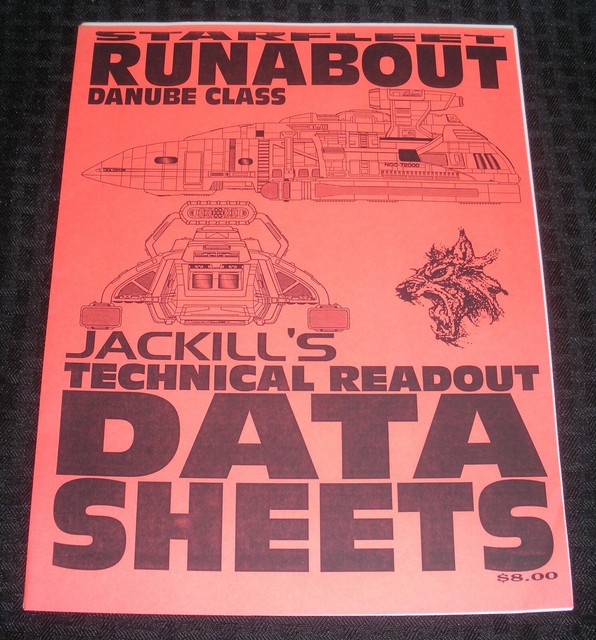 STARFLEET
RUNABOUT
DANUBE CLASS
NCC-72000
JACKILL'S
TECHNICAL READOUT
DATA
SHEETS
$8.00